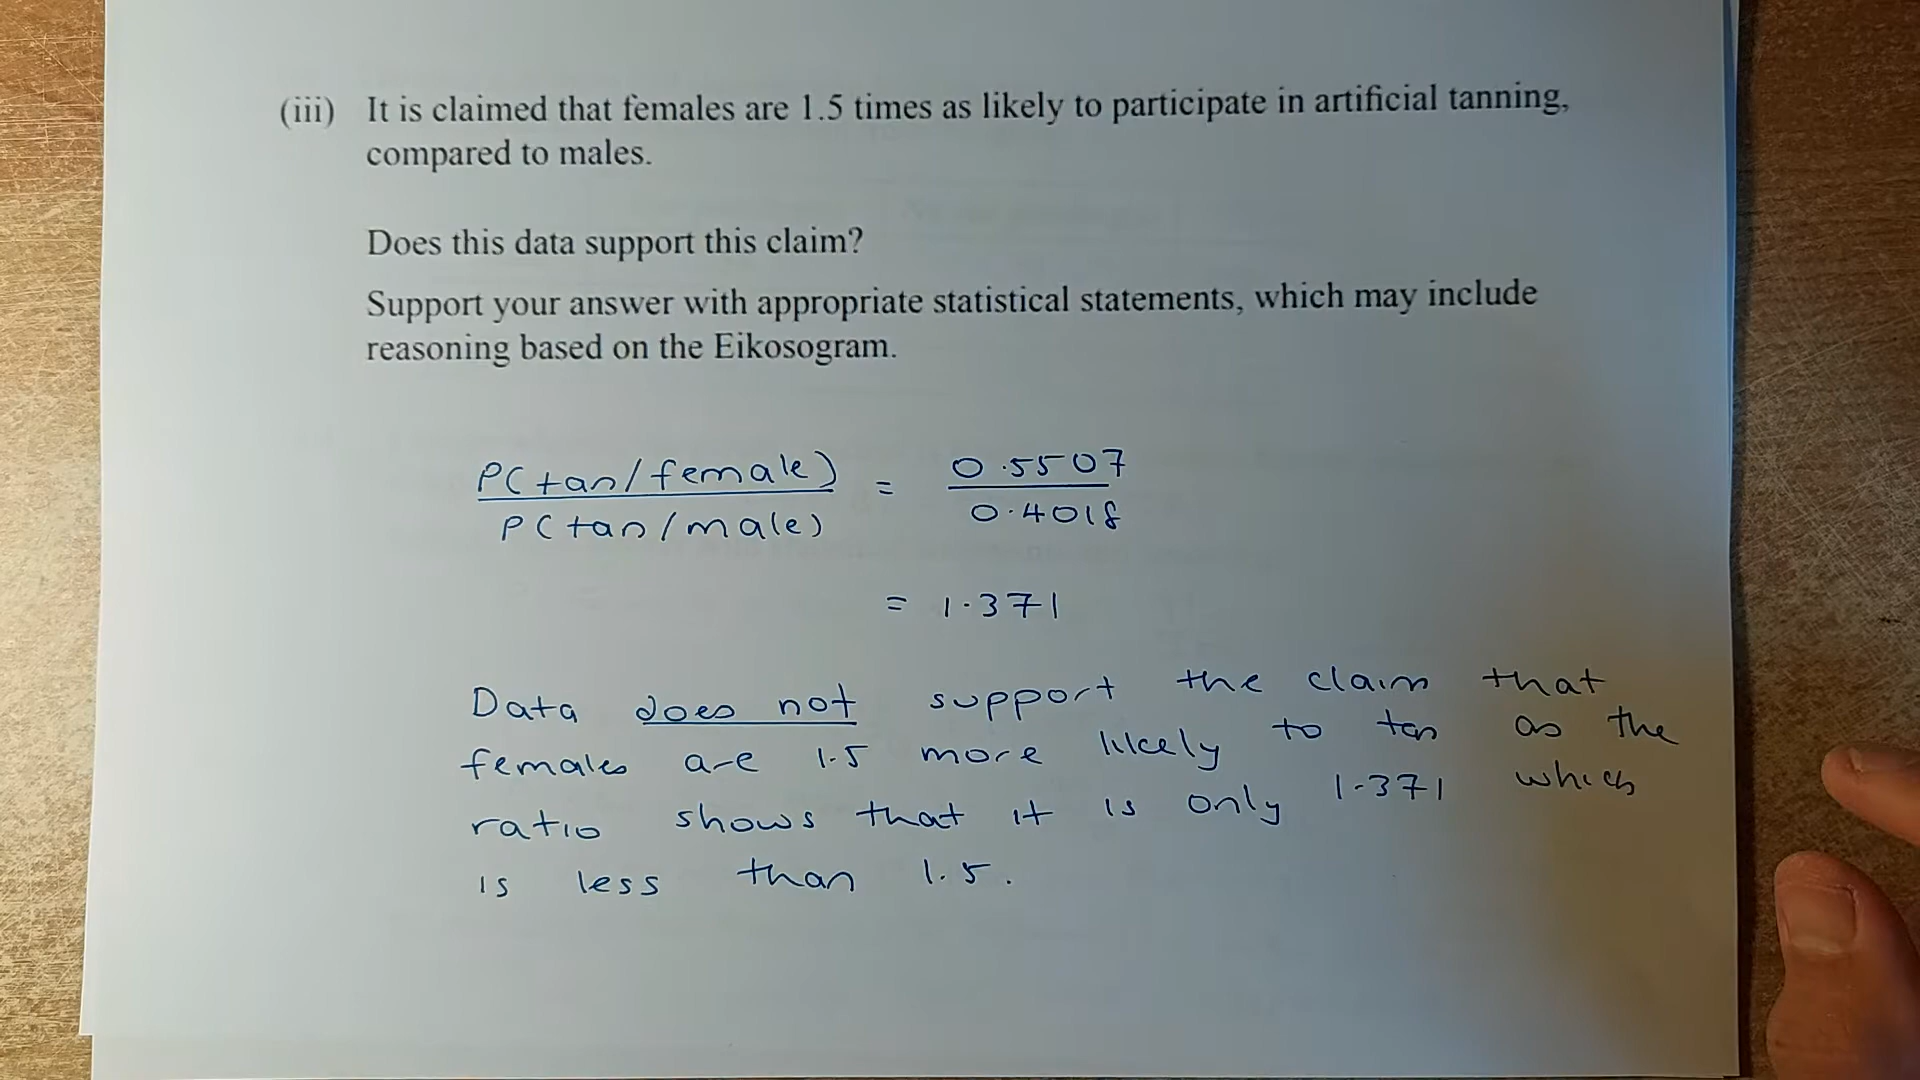 (iii) It is claimed that females are 1.5 times as likely to participate in artificial tanning,
compared to males.
Does this data support this claim?
Support your answer with appropriate statistical statements, which may include
reasoning based on the Eikosogram.
P(tan/female) = 0.5507
P(tan/male) 0.4018
= 1.371
Data does not support the claim that
females are 1.5 more likely to tan as the
ratio shows that it is only 1.371 which
is less than 1.5.